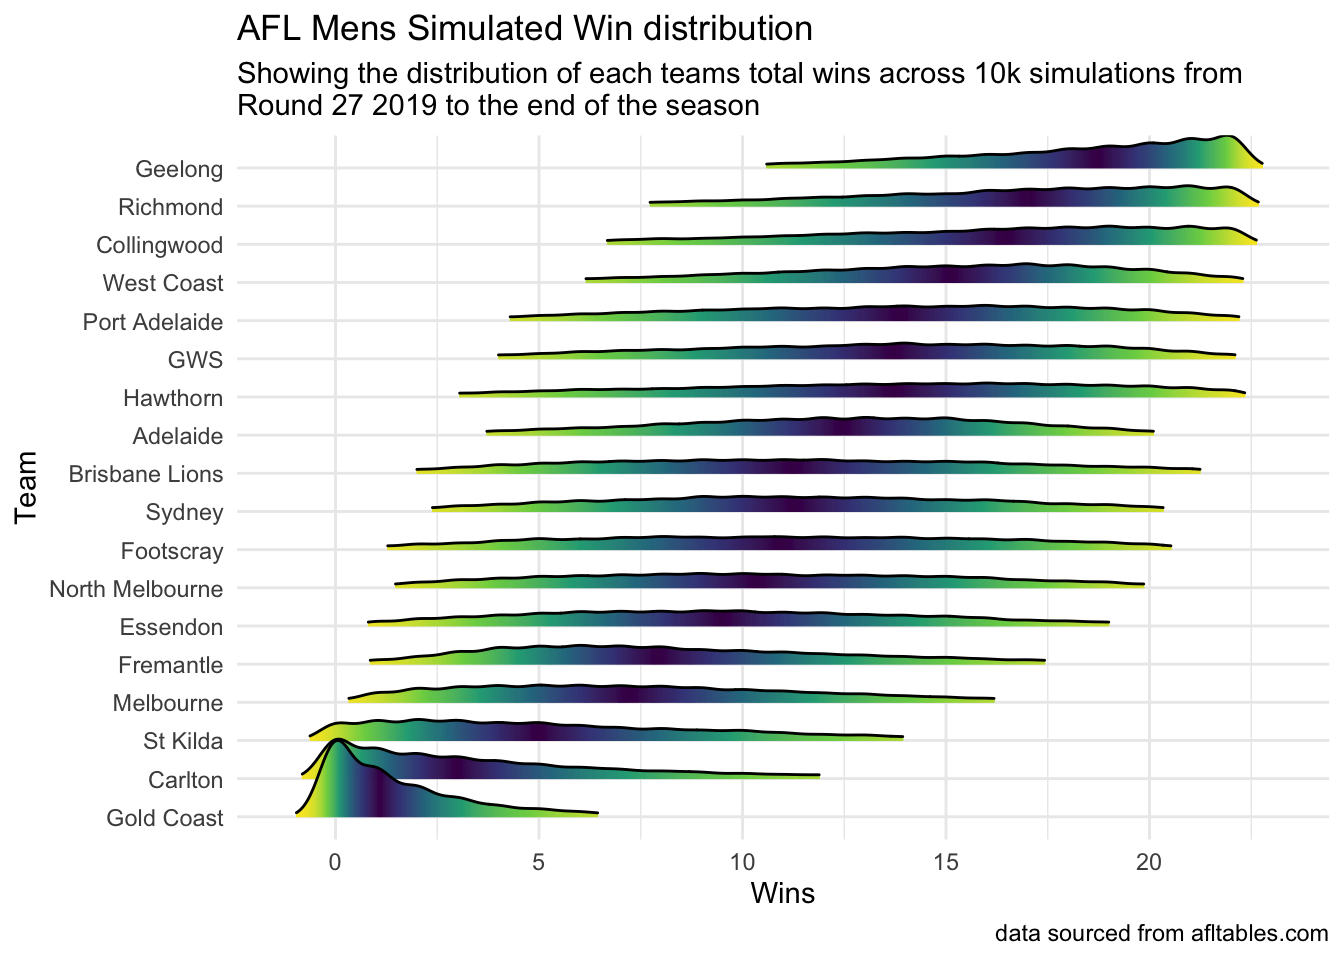 AFL Mens Simulated Win distribution
Showing the distribution of each teams total wins across 10k simulations from
Round 27 2019 to the end of the season
Team
Geelong
Richmond
Collingwood
West Coast
Port Adelaide
GWS
Hawthorn
Adelaide
Brisbane Lions
Sydney
Footscray
North Melbourne
Essendon
Fremantle
Melbourne
St Kilda
Carlton
Gold Coast
0 5 10 15 20
Wins
data sourced from afltables.com